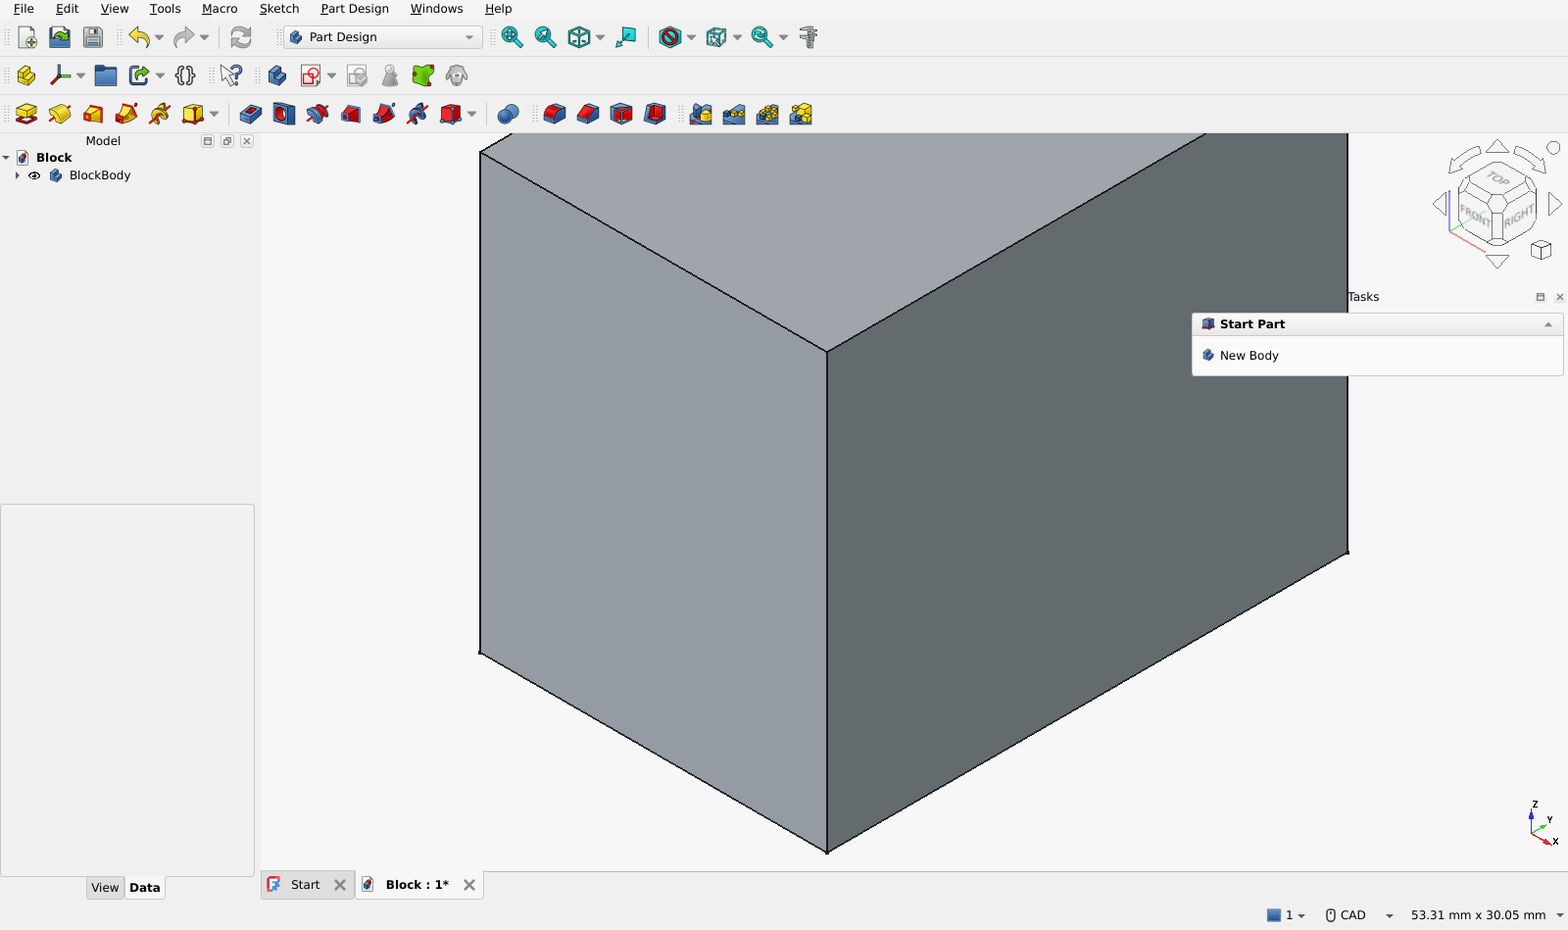 File Edit View Tools Macro Sketch Part Design Windows Help
Part Design
Model
Block
BlockBody
TOP
FRONT
RIGHT
Tasks
Start Part
New Body
Z
Y
X
View Data
Start
Block : 1*
1
CAD
53.31 mm x 30.05 mm